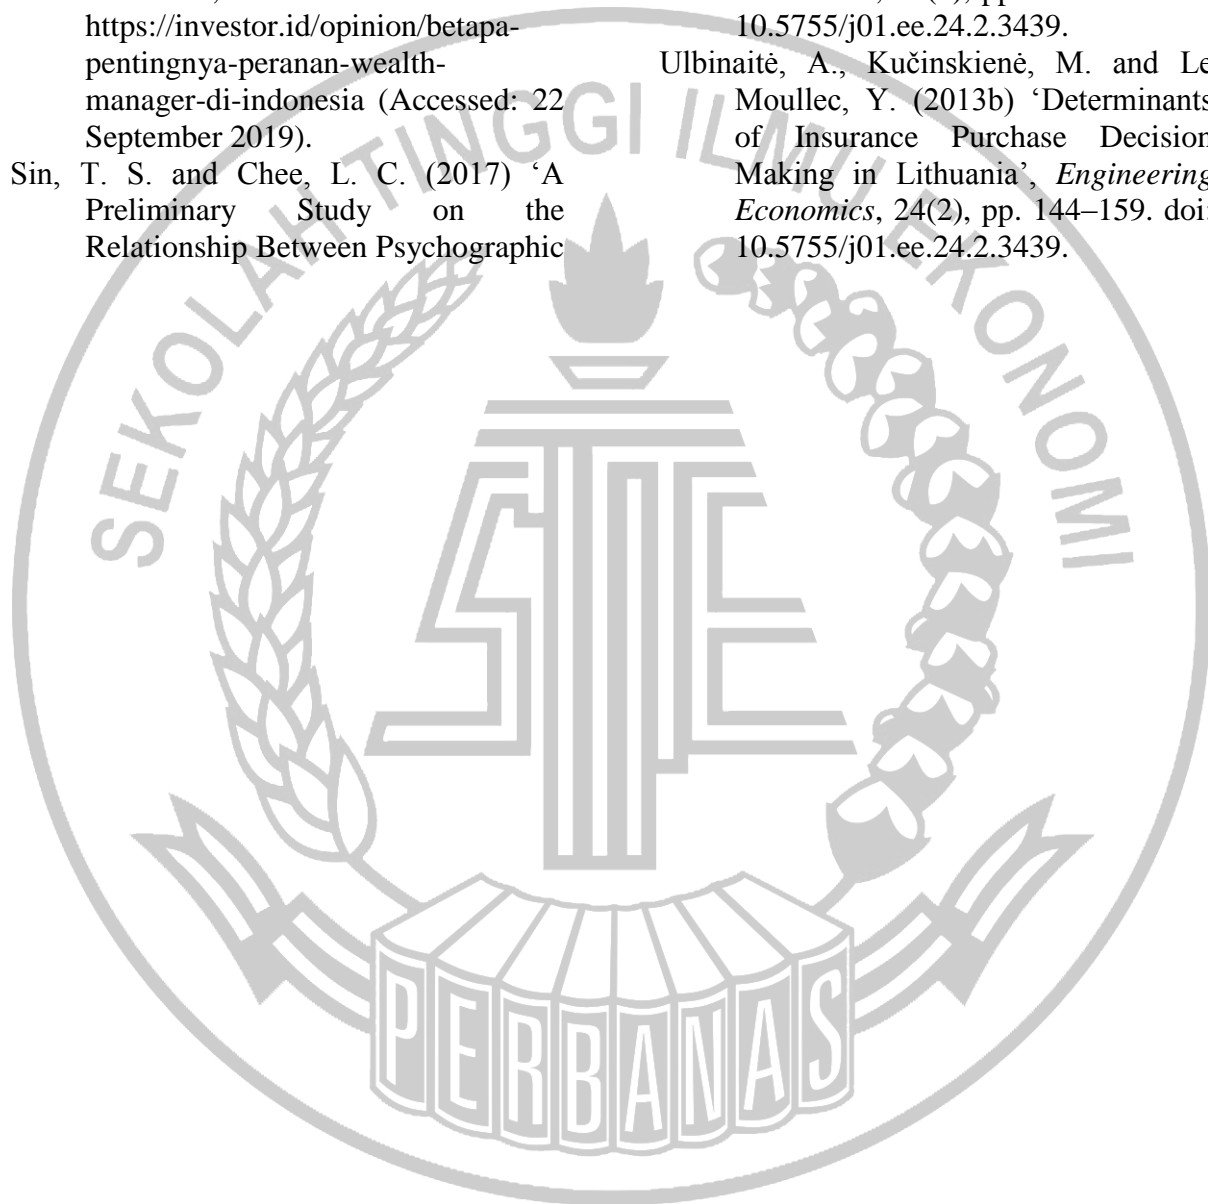 https://investor.id/opinion/betapa-
pentingnya-peranan-wealth-
manager-di-indonesia (Accessed: 22
September 2019).
Sin, T. S. and Chee, L. C. (2017) ‘A
Preliminary Study on the
Relationship Between Psychographic
10.5755/j01.ee.24.2.3439.
Ulbinaitė, A., Kučinskienė, M. and Le
Moullec, Y. (2013b) ‘Determinants
of Insurance Purchase Decision
Making in Lithuania’, Engineering
Economics, 24(2), pp. 144–159. doi:
10.5755/j01.ee.24.2.3439.
SEKOLAH TINGGI ILMU EKONOMI
STIE
PERBANAS